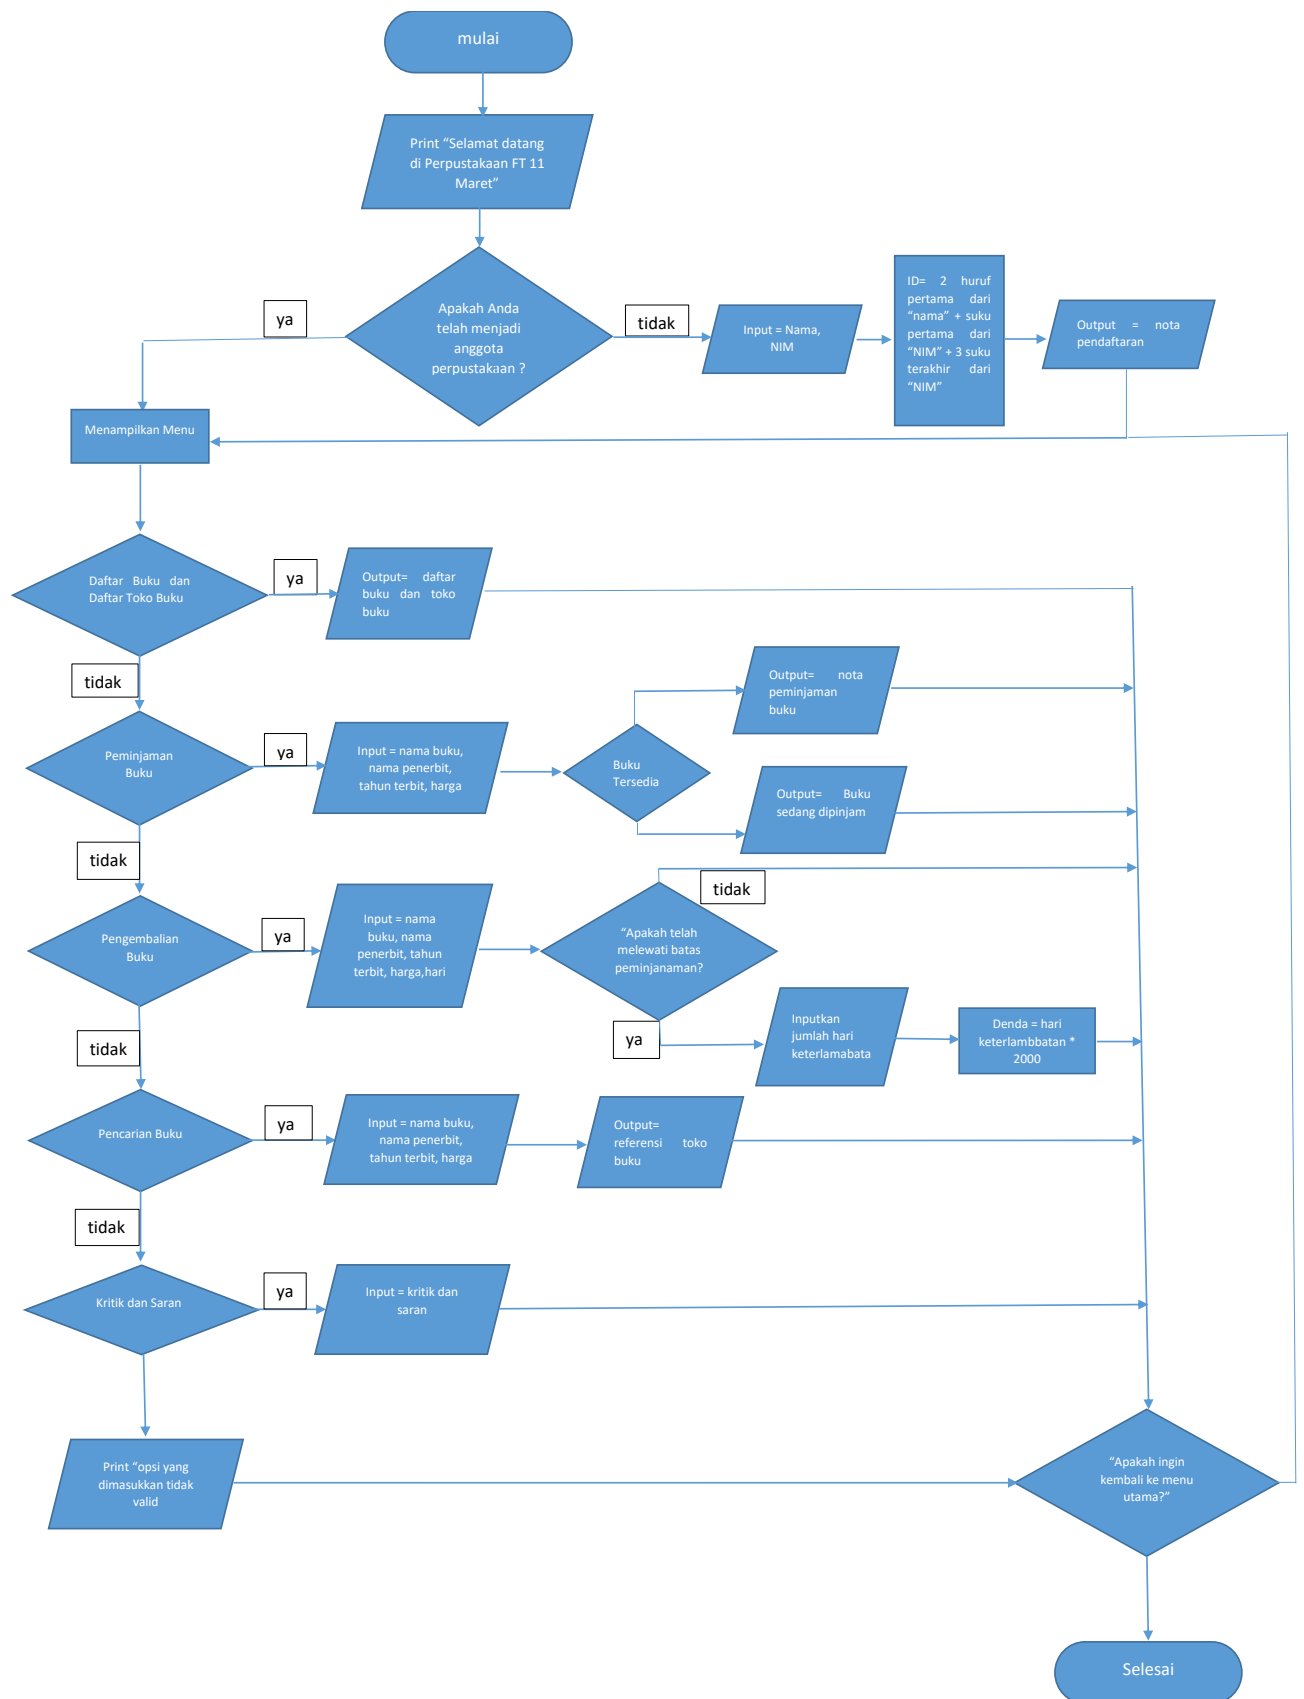 mulai
Print “Selamat datang
di Perpustakaan FT 11
Maret”
Apakah Anda
telah menjadi
anggota
perpustakaan ?
ya
tidak
Input = Nama,
NIM
ID= 2 huruf
pertama dari
“nama” + suku
pertama dari
“NIM” + 3 suku
terakhir dari
“NIM”
Output = nota
pendaftaran
Menampilkan Menu
Daftar Buku dan
Daftar Toko Buku
ya
Output= daftar
buku dan toko
buku
tidak
Peminjaman
Buku
ya
Input = nama buku,
nama penerbit,
tahun terbit, harga
Buku
Tersedia
Output= nota
peminjaman
buku
Output= Buku
sedang dipinjam
tidak
Pengembalian
Buku
ya
Input = nama
buku, nama
penerbit, tahun
terbit, harga,hari
“Apakah telah
melewati batas
peminjanaman?
tidak
ya
Inputkan
jumlah hari
keterlamabata
Denda = hari
keterlambbatan *
2000
tidak
Pencarian Buku
ya
Input = nama buku,
nama penerbit,
tahun terbit, harga
Output=
referensi toko
buku
tidak
Kritik dan Saran
ya
Input = kritik dan
saran
Print “opsi yang
dimasukkan tidak
valid
“Apakah ingin
kembali ke menu
utama?”
Selesai